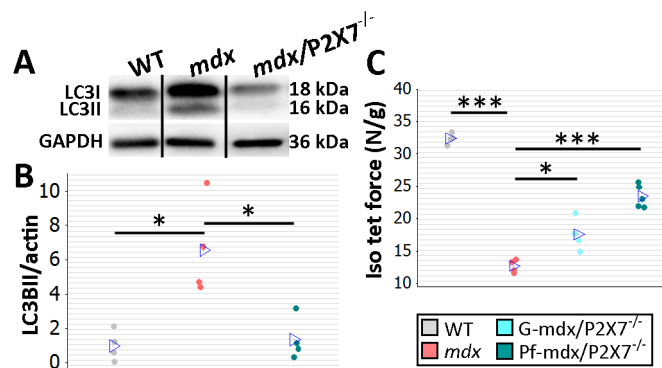 A
WT mdx mdx/P2X7-/-
LC3I 18 kDa
LC3II 16 kDa
GAPDH 36 kDa
B
LC3BII/actin
10
8
6
4
2
0
* *
C
Iso tet force (N/g)
40
35
30
25
20
15
10
***
***
*
WT G-mdx/P2X7-/-
mdx Pf-mdx/P2X7-/-